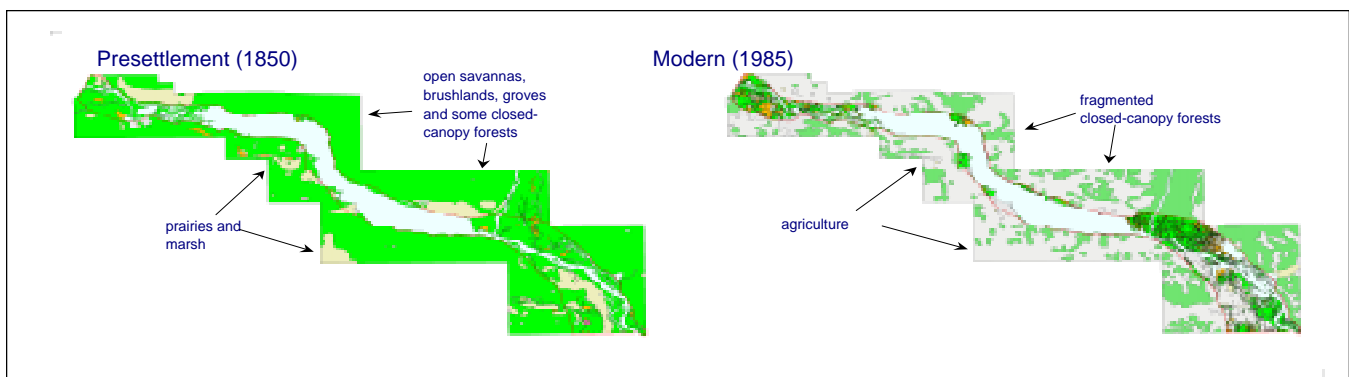 Presettlement (1850)
open savannas,
brushlands, groves
and some closed-
canopy forests
prairies and
marsh
Modern (1985)
fragmented
closed-canopy forests
agriculture